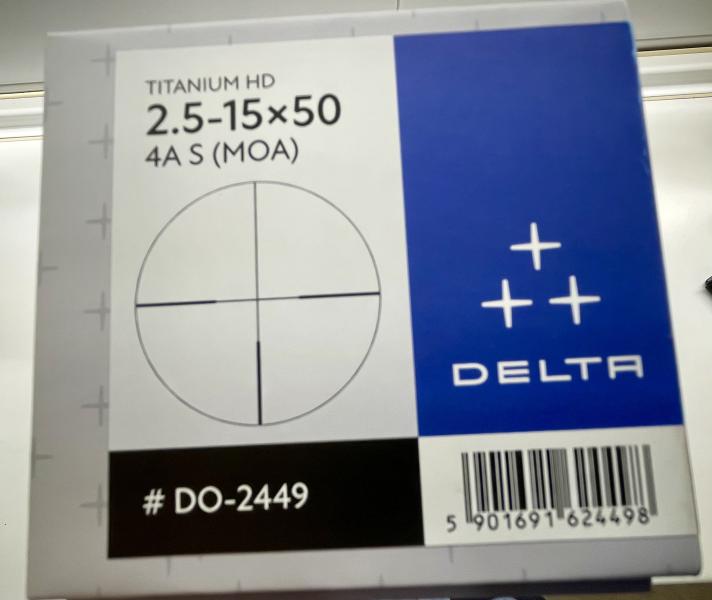 TITANIUM HD
2.5-15×50
4A S (MOA)
DELTA
# DO-2449
5 901691 624498